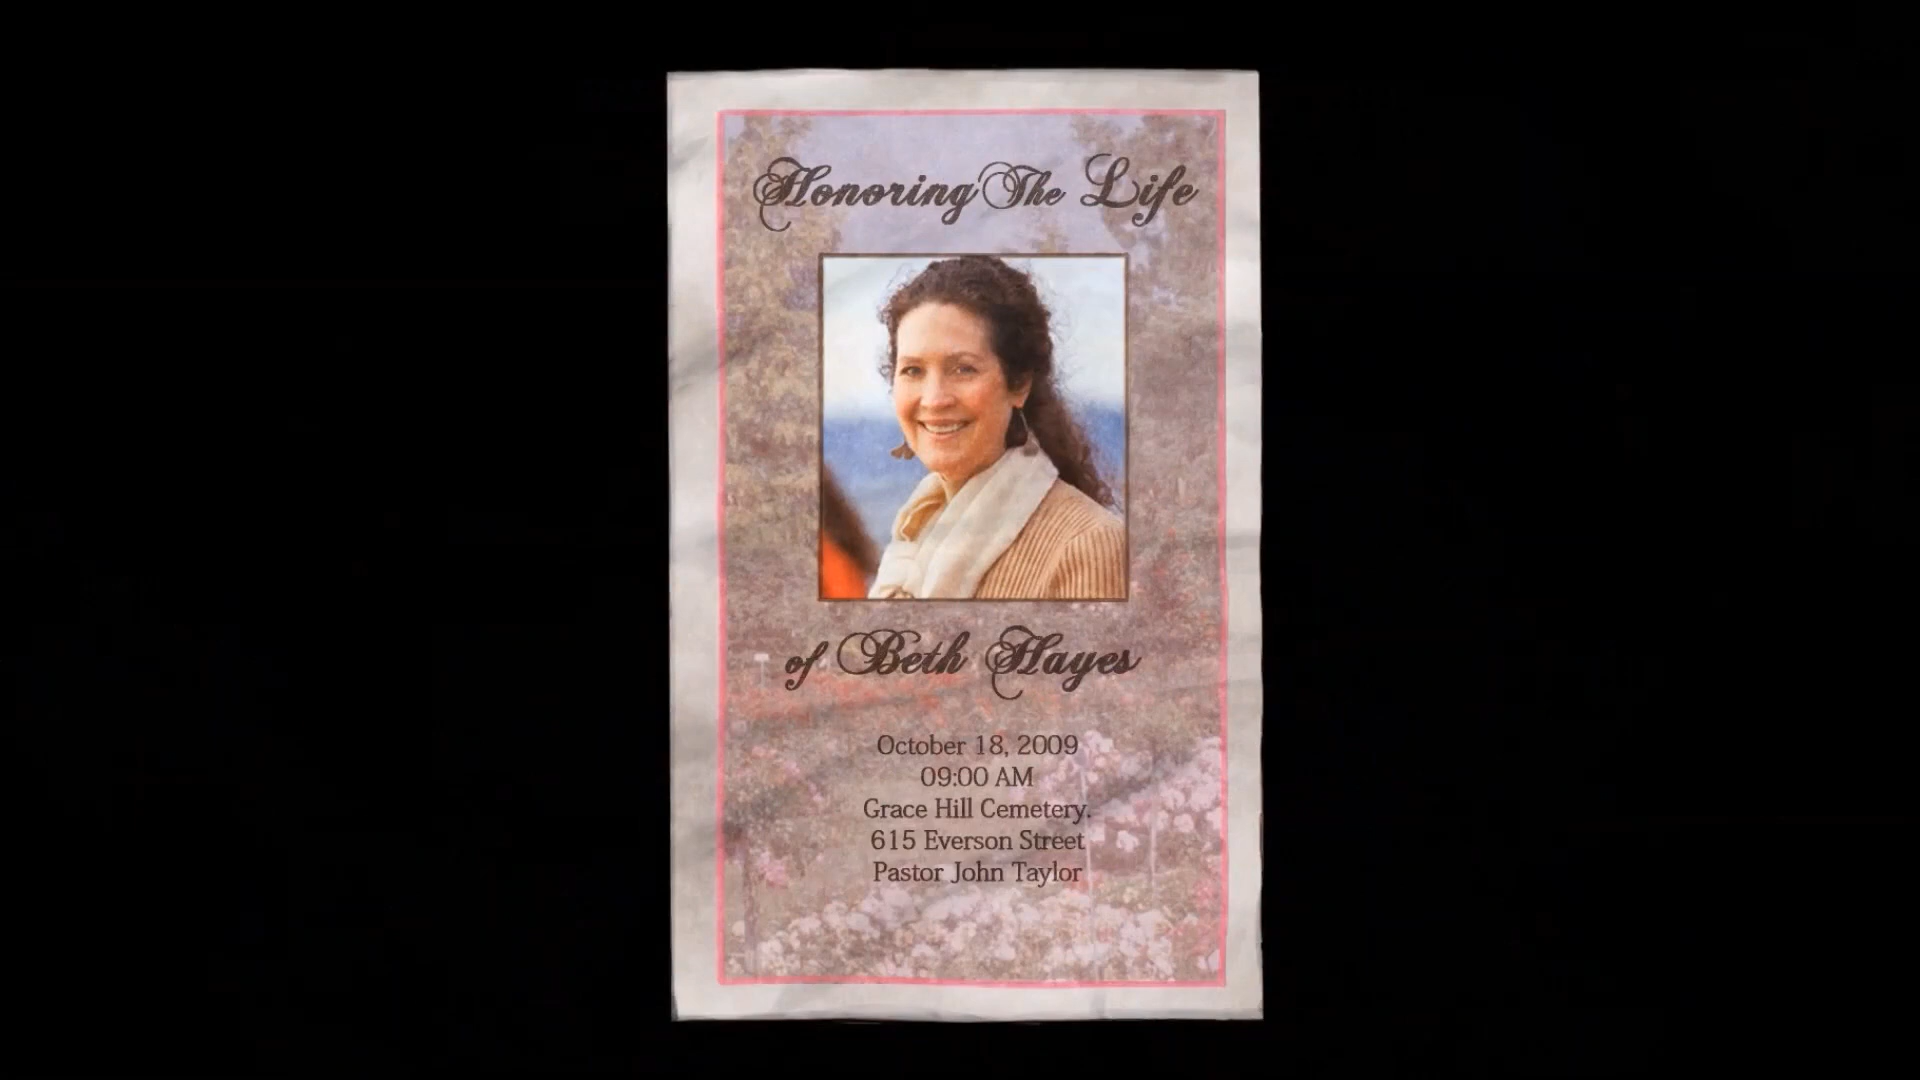 Honoring The Life
of Beth Hayes
October 18, 2009
09:00 AM
Grace Hill Cemetery.
615 Everson Street
Pastor John Taylor